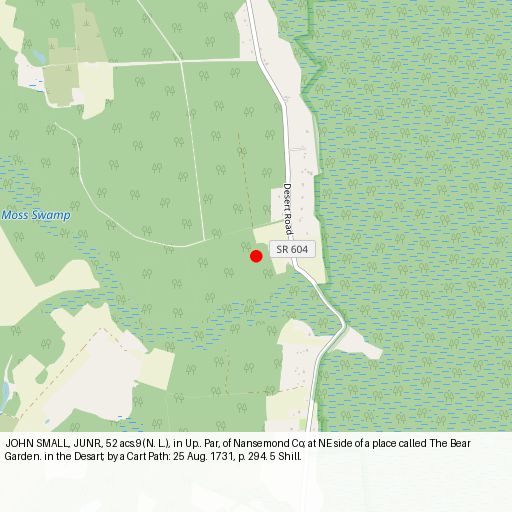 Moss Swamp
Desert Road
SR 604
JOHN SMALL, JUNR, 52 acs.9(N. L.), in Up. Par, of Nansemond Co; at NE side of a place called The Bear
Garden. in the Desart; by a Cart Path: 25 Aug. 1731, p. 294. 5 Shill.